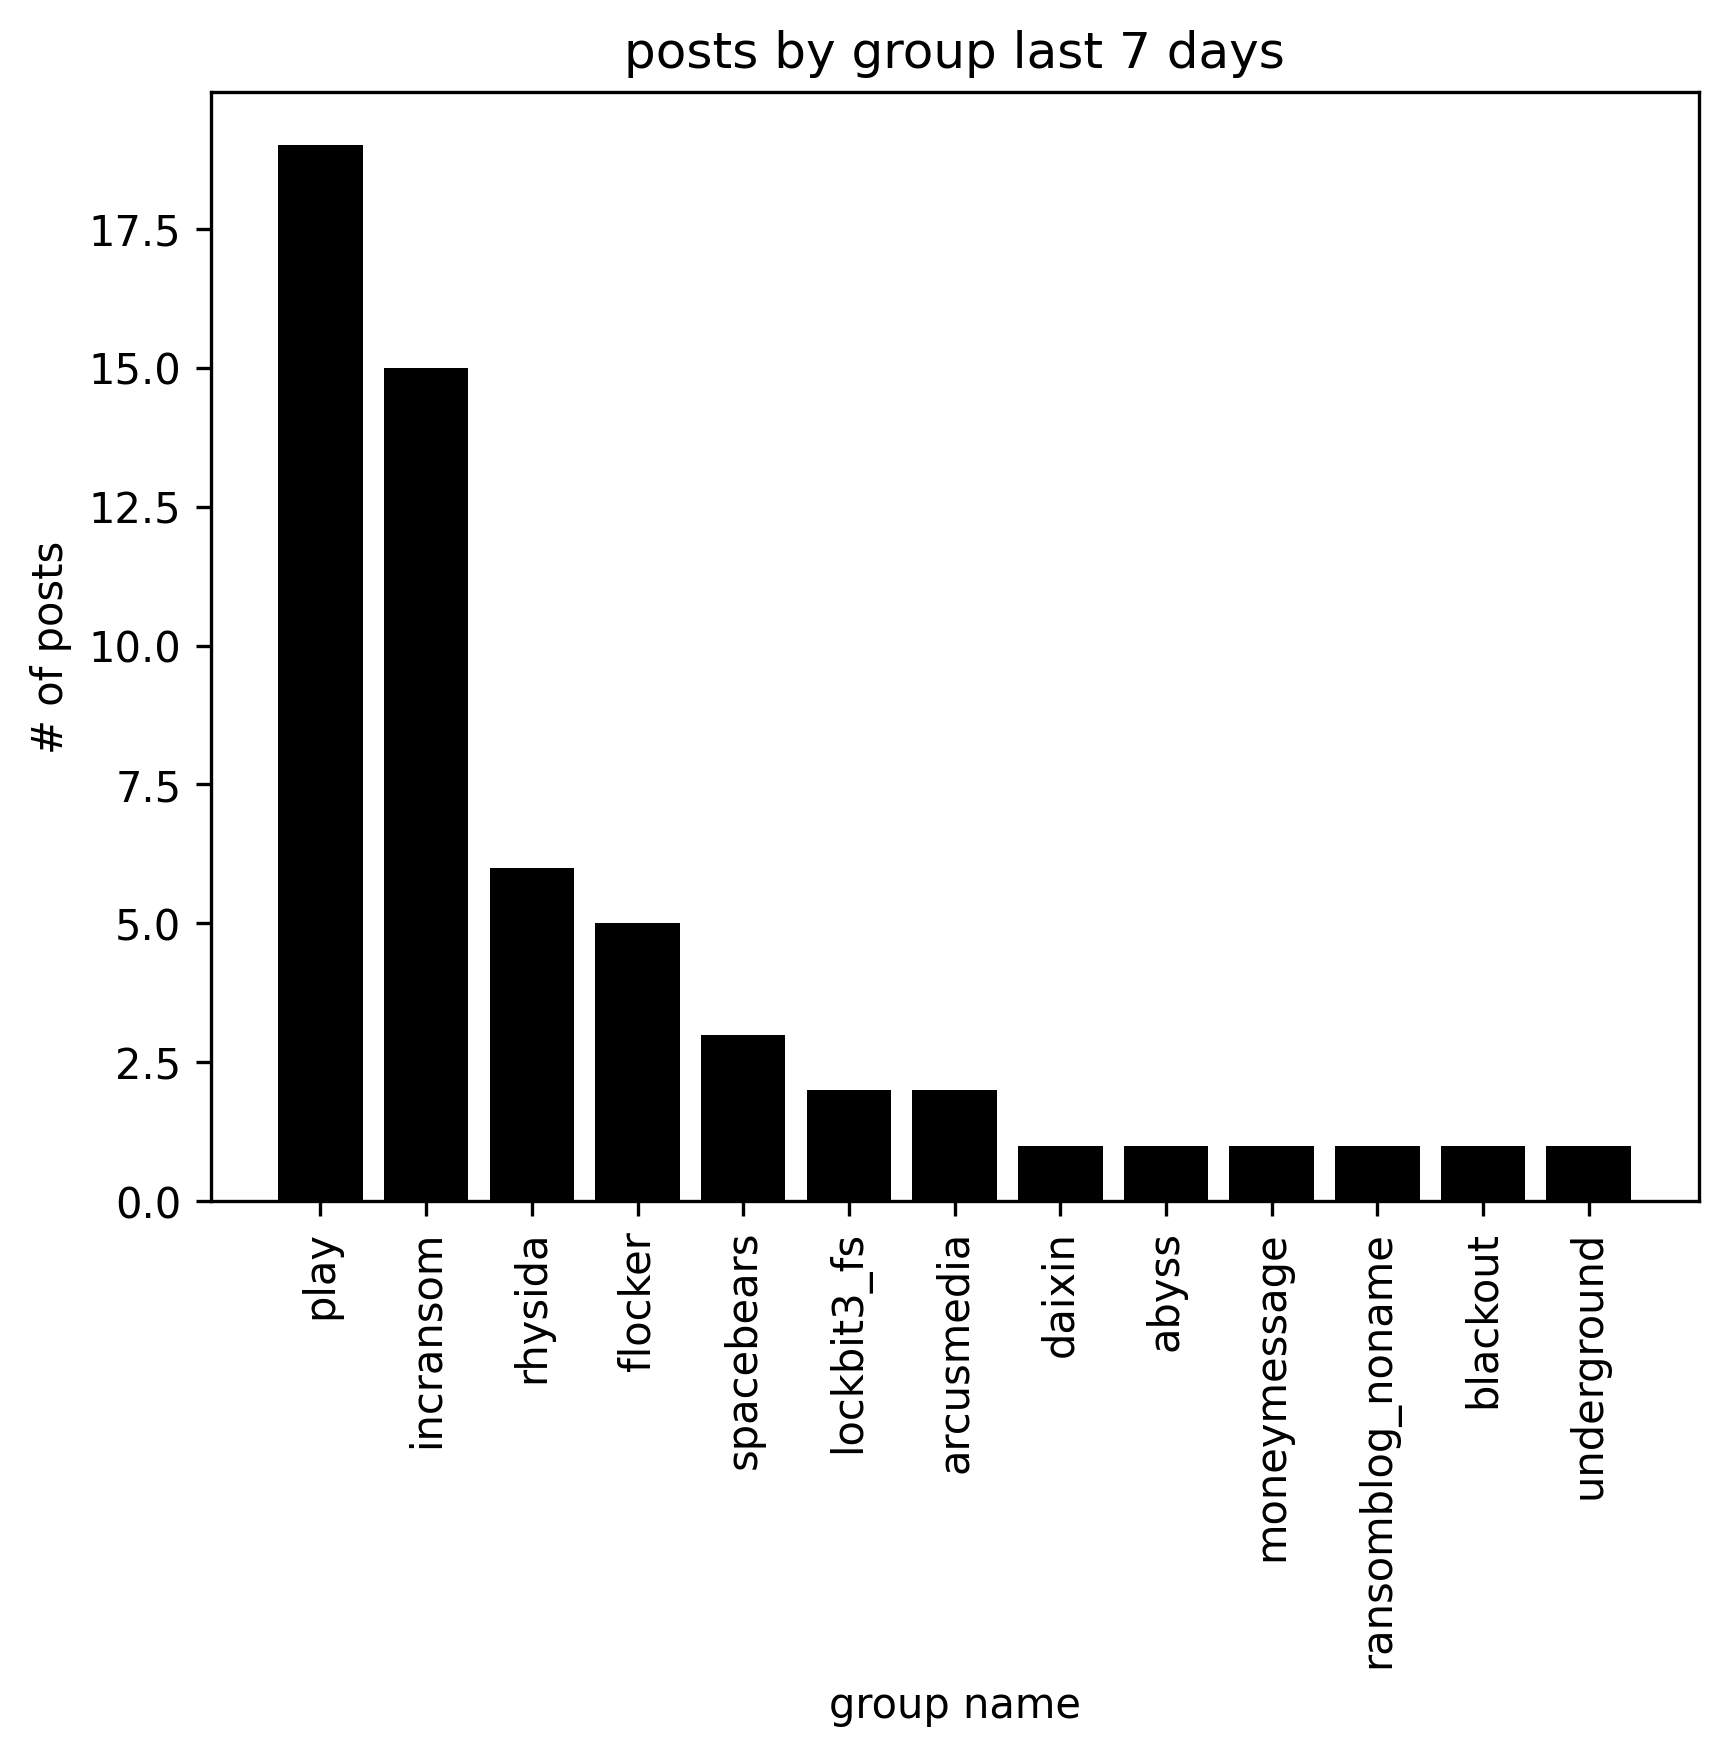 posts by group last 7 days
# of posts
17.5
15.0
12.5
10.0
7.5
5.0
2.5
0.0
play
incransom
rhysida
flocker
spacebears
lockbit3_fs
arcusmedia
daixin
abyss
moneymessage
ransomblog_noname
blackout
underground
group name